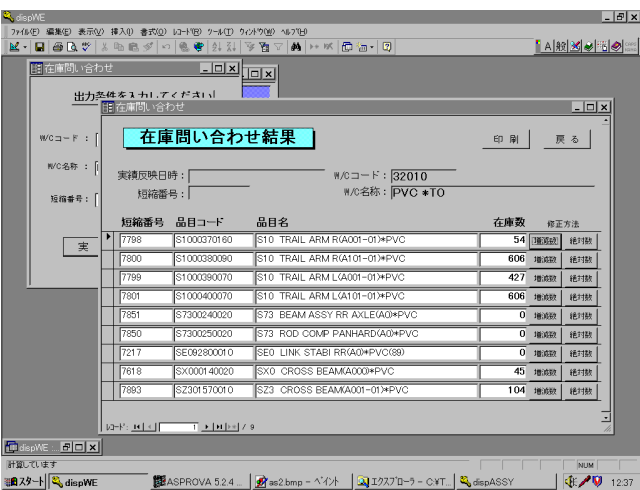 dispWE
ファイル(F) 編集(E) 表示(V) 挿入(I) 書式(O) レコード(R) ツール(T) ウィンドウ(W) ヘルプ(H)
A 般
在庫問い合わせ
出力条件を入力してください
W/Cコード :
W/C名称 :
短縮番号 :
実
在庫問い合わせ
在庫問い合わせ結果
印 刷
戻 る
実績反映日時 :
W/Cコード : 32010
短縮番号 :
W/C名称 : PVC *TO
短縮番号 品目コード 品目名 在庫数 修正方法
7798 S1000370160 S10 TRAIL ARM R(A001-01)*PVC 54 増減数 絶対数
7800 S1000380090 S10 TRAIL ARM R(A101-01)*PVC 606 増減数 絶対数
7799 S1000390070 S10 TRAIL ARM L(A001-01)*PVC 427 増減数 絶対数
7801 S1000400070 S10 TRAIL ARM L(A101-01)*PVC 606 増減数 絶対数
7851 S7300240020 S73 BEAM ASSY RR AXLE(A0)*PVC 0 増減数 絶対数
7850 S7300250020 S73 ROD COMP PANHARD(A0)*PVC 0 増減数 絶対数
7217 SE092800010 SE0 LINK STABI RR(A0)*PVC(89) 0 増減数 絶対数
7618 SX000140020 SX0 CROSS BEAM(A000)*PVC 45 増減数 絶対数
7893 SZ301570010 SZ3 CROSS BEAM(A001-01)*PVC 104 増減数 絶対数
レコード: 1 / 9
dispWE :
計算しています
NUM
スタート dispWE ASPROVA 5.2.4 .. as2.bmp - ペイント エクスプローラ - C:¥T... dispASSY 12:37